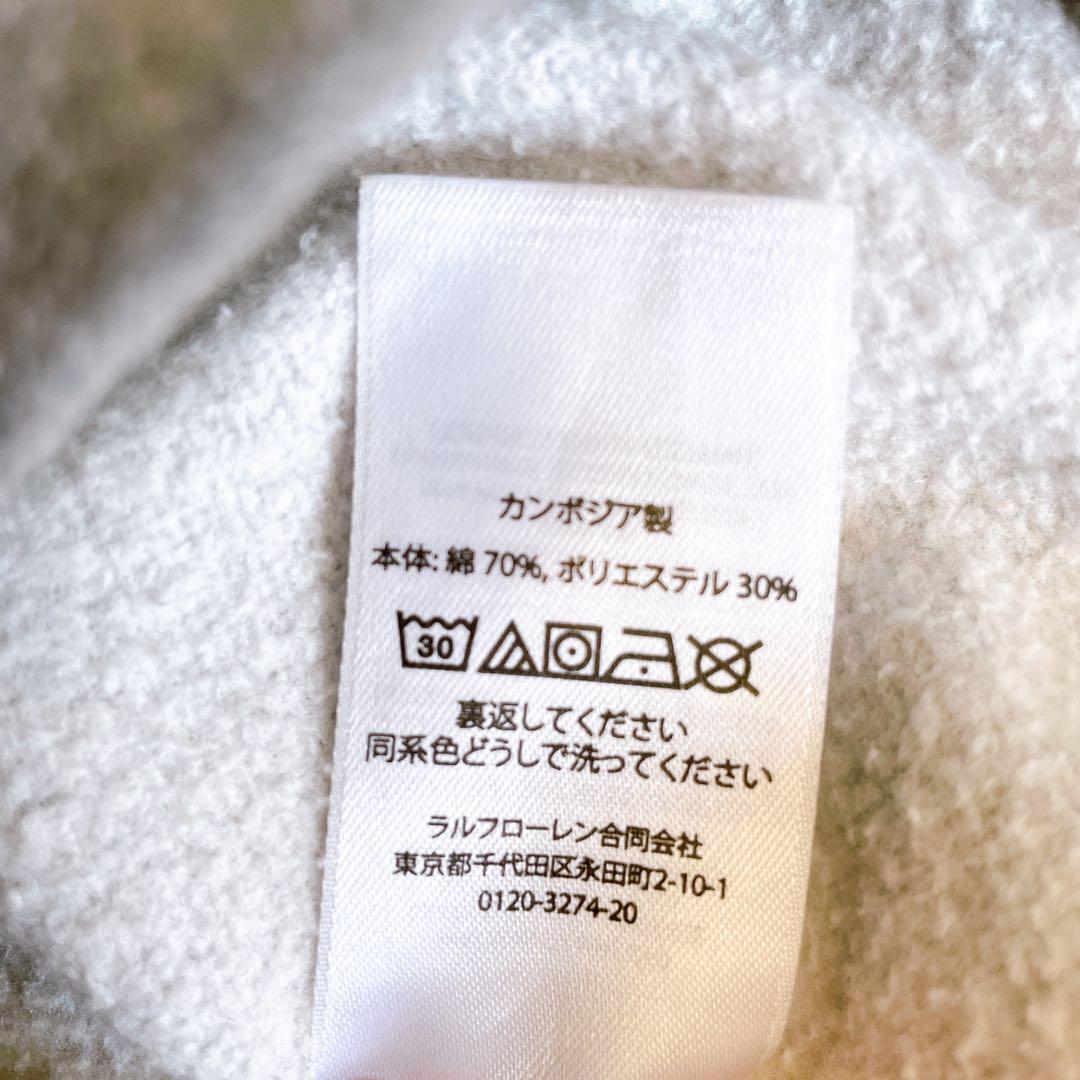 カンボジア製
本体: 綿 70%, ポリエステル 30%
30
裏返してください
同系色どうしで洗ってください
ラルフローレン合同会社
東京都千代田区永田町2-10-1
0120-3274-20